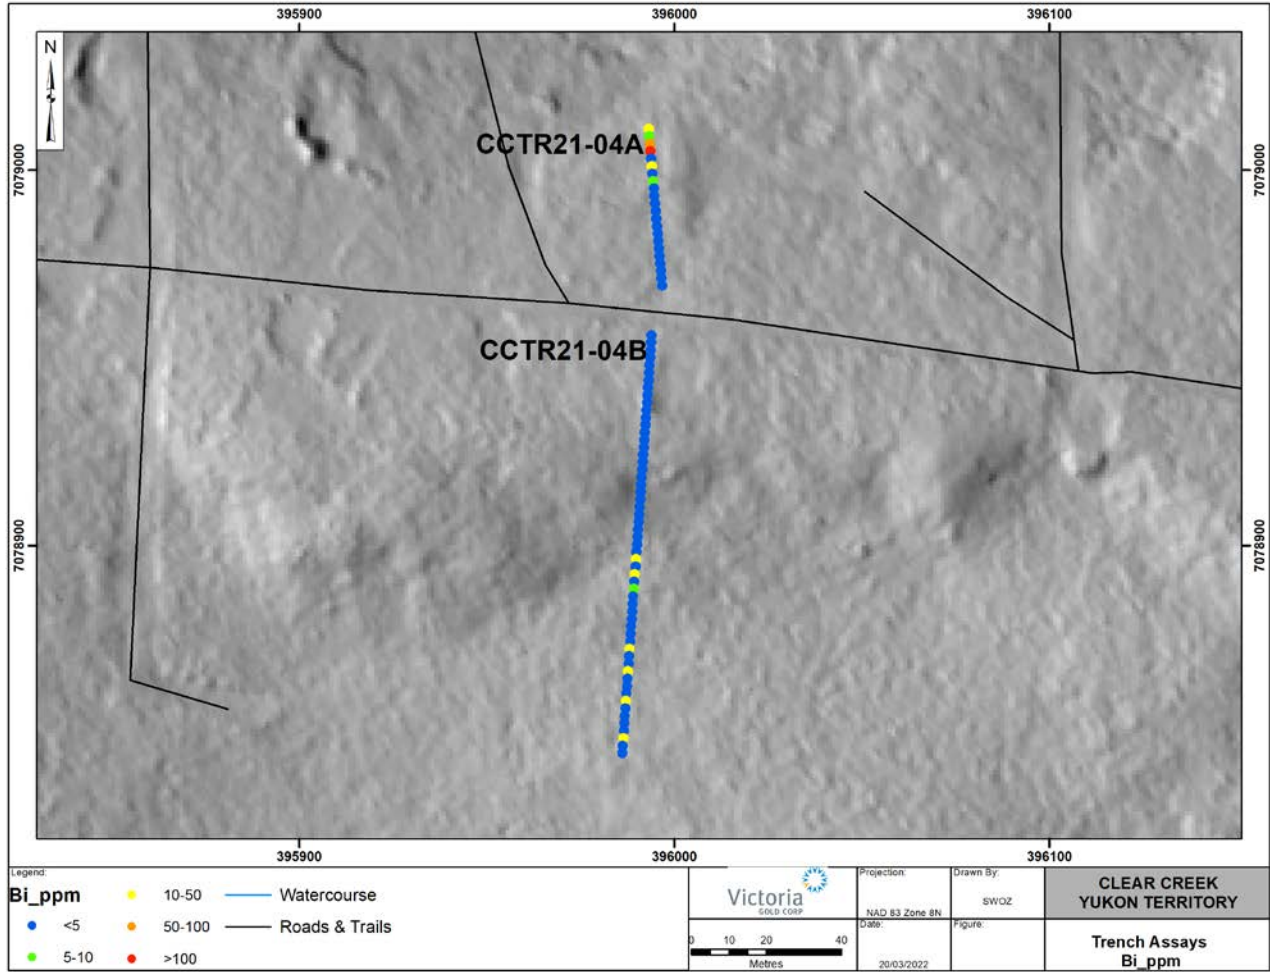 395900
396000
396100
N
CCTR21-04A
7079000
7079000
CCTR21-04B
7078900
7078900
395900
396000
396100
Legend:
Bi_ppm
<5
5-10
10-50
50-100
>100
Watercourse
Roads & Trails
Victoria
GOLD CORP
0 10 20 40
Metres
Projection:
NAD 83 Zone 8N
Drawn By:
SWOZ
Date:
20/03/2022
Figure:
CLEAR CREEK
YUKON TERRITORY
Trench Assays
Bi_ppm